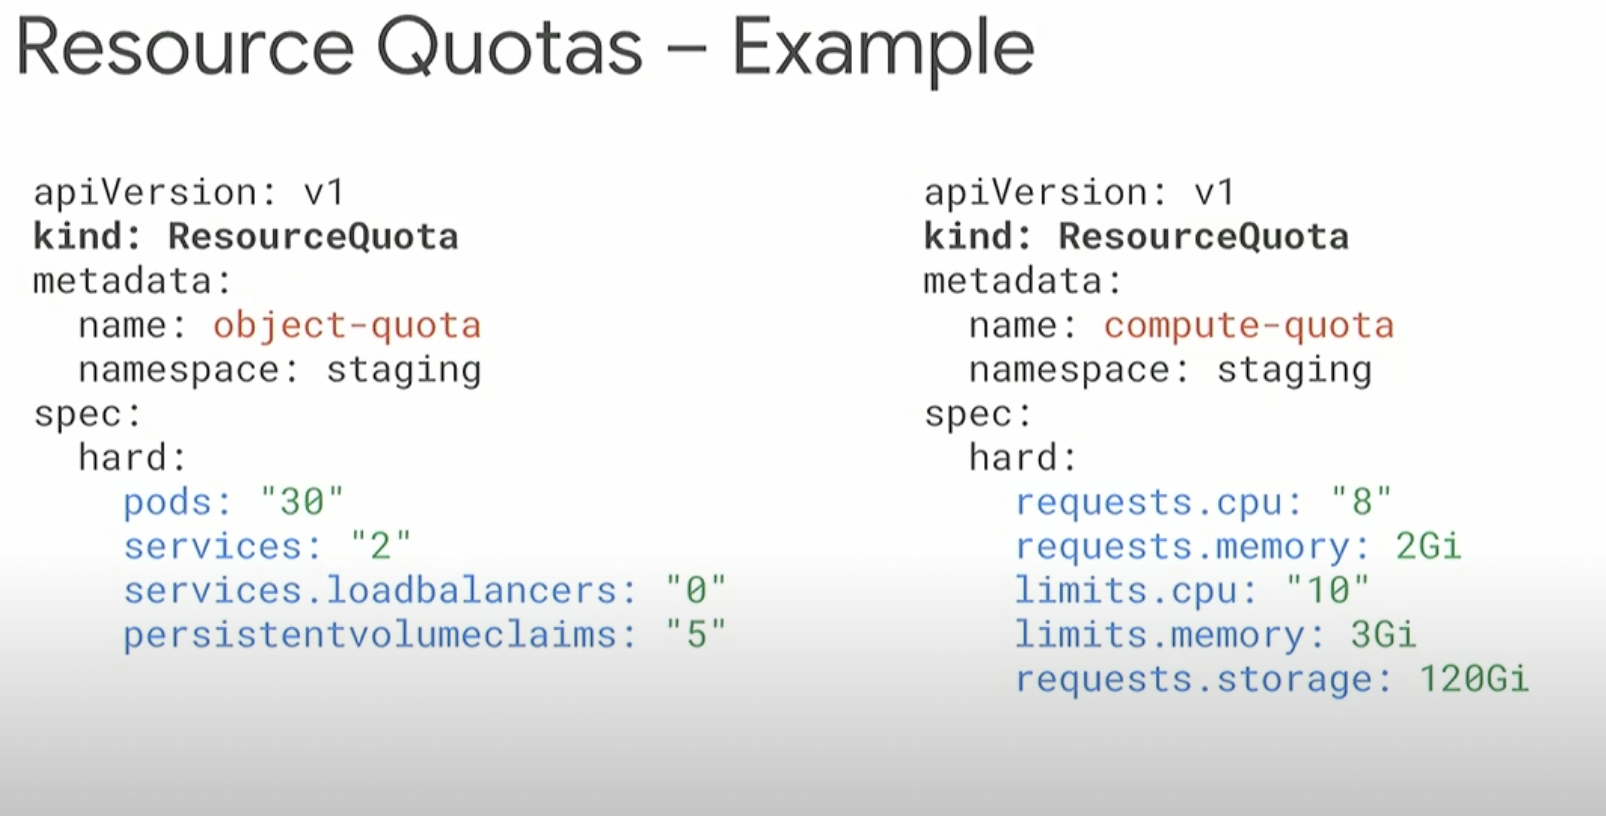 Resource Quotas – Example
apiVersion: v1
kind: ResourceQuota
metadata:
  name: object-quota
  namespace: staging
spec:
  hard:
    pods: "30"
    services: "2"
    services.loadbalancers: "0"
    persistentvolumeclaims: "5"
apiVersion: v1
kind: ResourceQuota
metadata:
  name: compute-quota
  namespace: staging
spec:
  hard:
    requests.cpu: "8"
    requests.memory: 2Gi
    limits.cpu: "10"
    limits.memory: 3Gi
    requests.storage: 120Gi